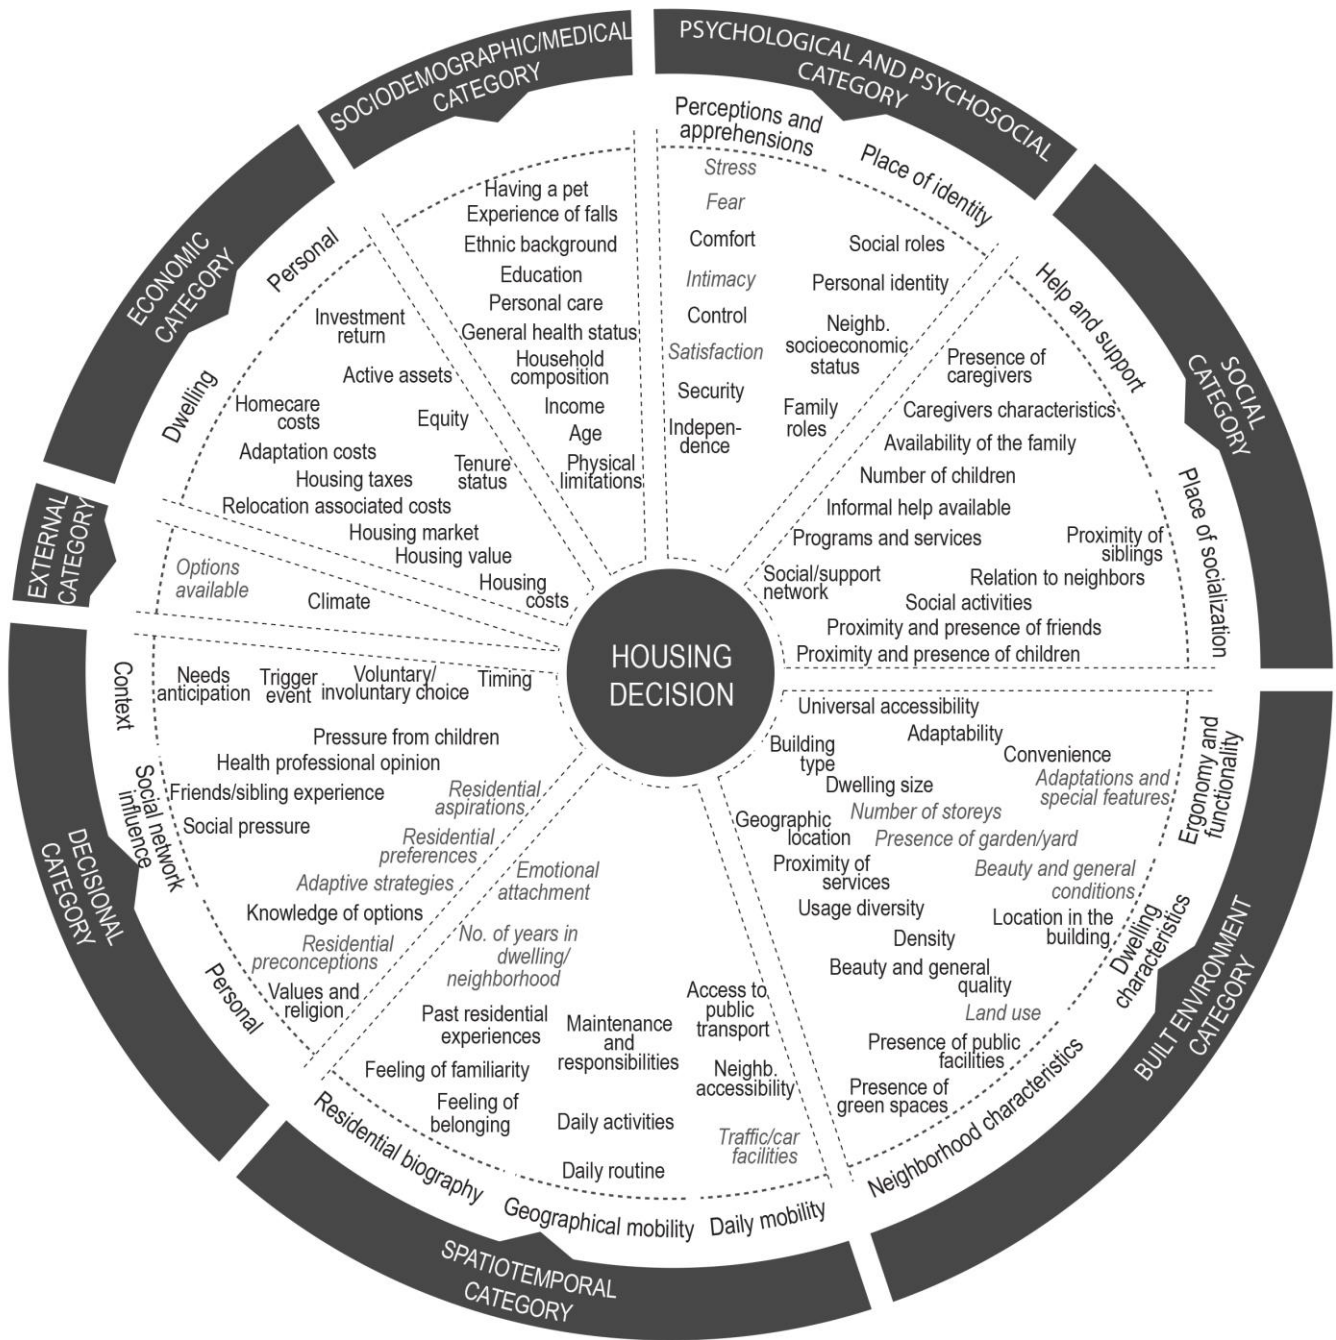 SOCIODEMOGRAPHIC/MEDICAL
CATEGORY
Having a pet
Experience of falls
Ethnic background
Education
Personal care
General health status
Household
composition
Income
Age
Physical
limitations
PSYCHOLOGICAL AND PSYCHOSOCIAL
CATEGORY
Perceptions and
apprehensions
Stress
Fear
Comfort
Intimacy
Control
Satisfaction
Security
Indepen-
dence
Place of identity
Social roles
Personal identity
Neighb.
socioeconomic
status
Family
roles
SOCIAL
CATEGORY
Help and support
Presence of
caregivers
Caregivers characteristics
Availability of the family
Number of children
Informal help available
Programs and services
Social/support
network
Place of socialization
Proximity of
siblings
Relation to neighbors
Social activities
Proximity and presence of friends
Proximity and presence of children
BUILT ENVIRONMENT
CATEGORY
Ergonomy and
functionality
Universal accessibility
Adaptability
Convenience
Adaptations and
special features
Dwelling
characteristics
Building
type
Dwelling size
Number of storeys
Presence of garden/yard
Beauty and general
conditions
Location in the
building
Neighborhood characteristics
Geographic
location
Proximity of
services
Usage diversity
Density
Beauty and general
quality
Land use
Presence of public
facilities
Presence of
green spaces
SPATIOTEMPORAL
CATEGORY
Daily mobility
Access to
public
transport
Neighb.
accessibility
Traffic/car
facilities
Geographical mobility
Maintenance
and
responsibilities
Daily activities
Daily routine
Residential biography
Emotional
attachment
No. of years in
dwelling/
neighborhood
Past residential
experiences
Feeling of familiarity
Feeling of
belonging
DECISIONAL
CATEGORY
Context
Needs
anticipation
Trigger
event
Voluntary/
involuntary choice
Timing
Social network
influence
Pressure from children
Health professional opinion
Friends/sibling experience
Social pressure
Personal
Residential
aspirations
Residential
preferences
Adaptive strategies
Knowledge of options
Residential
preconceptions
Values and
religion
EXTERNAL
CATEGORY
Options
available
Climate
ECONOMIC
CATEGORY
Personal
Investment
return
Active assets
Equity
Tenure
status
Dwelling
Homecare
costs
Adaptation costs
Housing taxes
Relocation associated costs
Housing market
Housing value
Housing
costs
HOUSING
DECISION